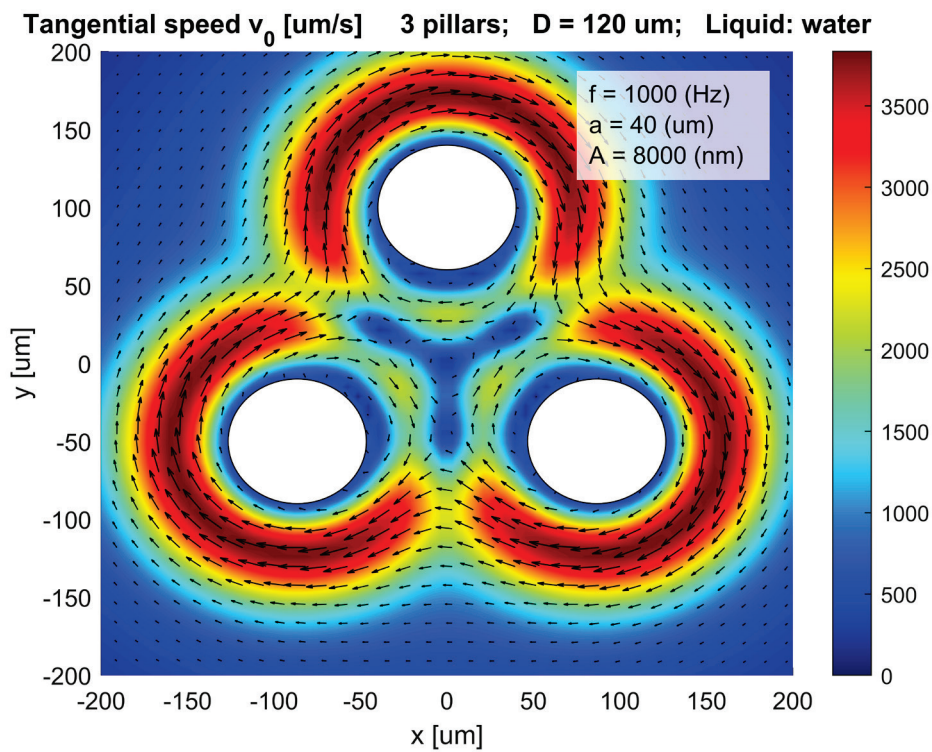 Tangential speed v0 [um/s] 3 pillars; D = 120 um; Liquid: water
f = 1000 (Hz)
a = 40 (um)
A = 8000 (nm)
y [um]
200
150
100
50
0
-50
-100
-150
-200
-200 -150 -100 -50 0 50 100 150 200
x [um]
3500
3000
2500
2000
1500
1000
500
0